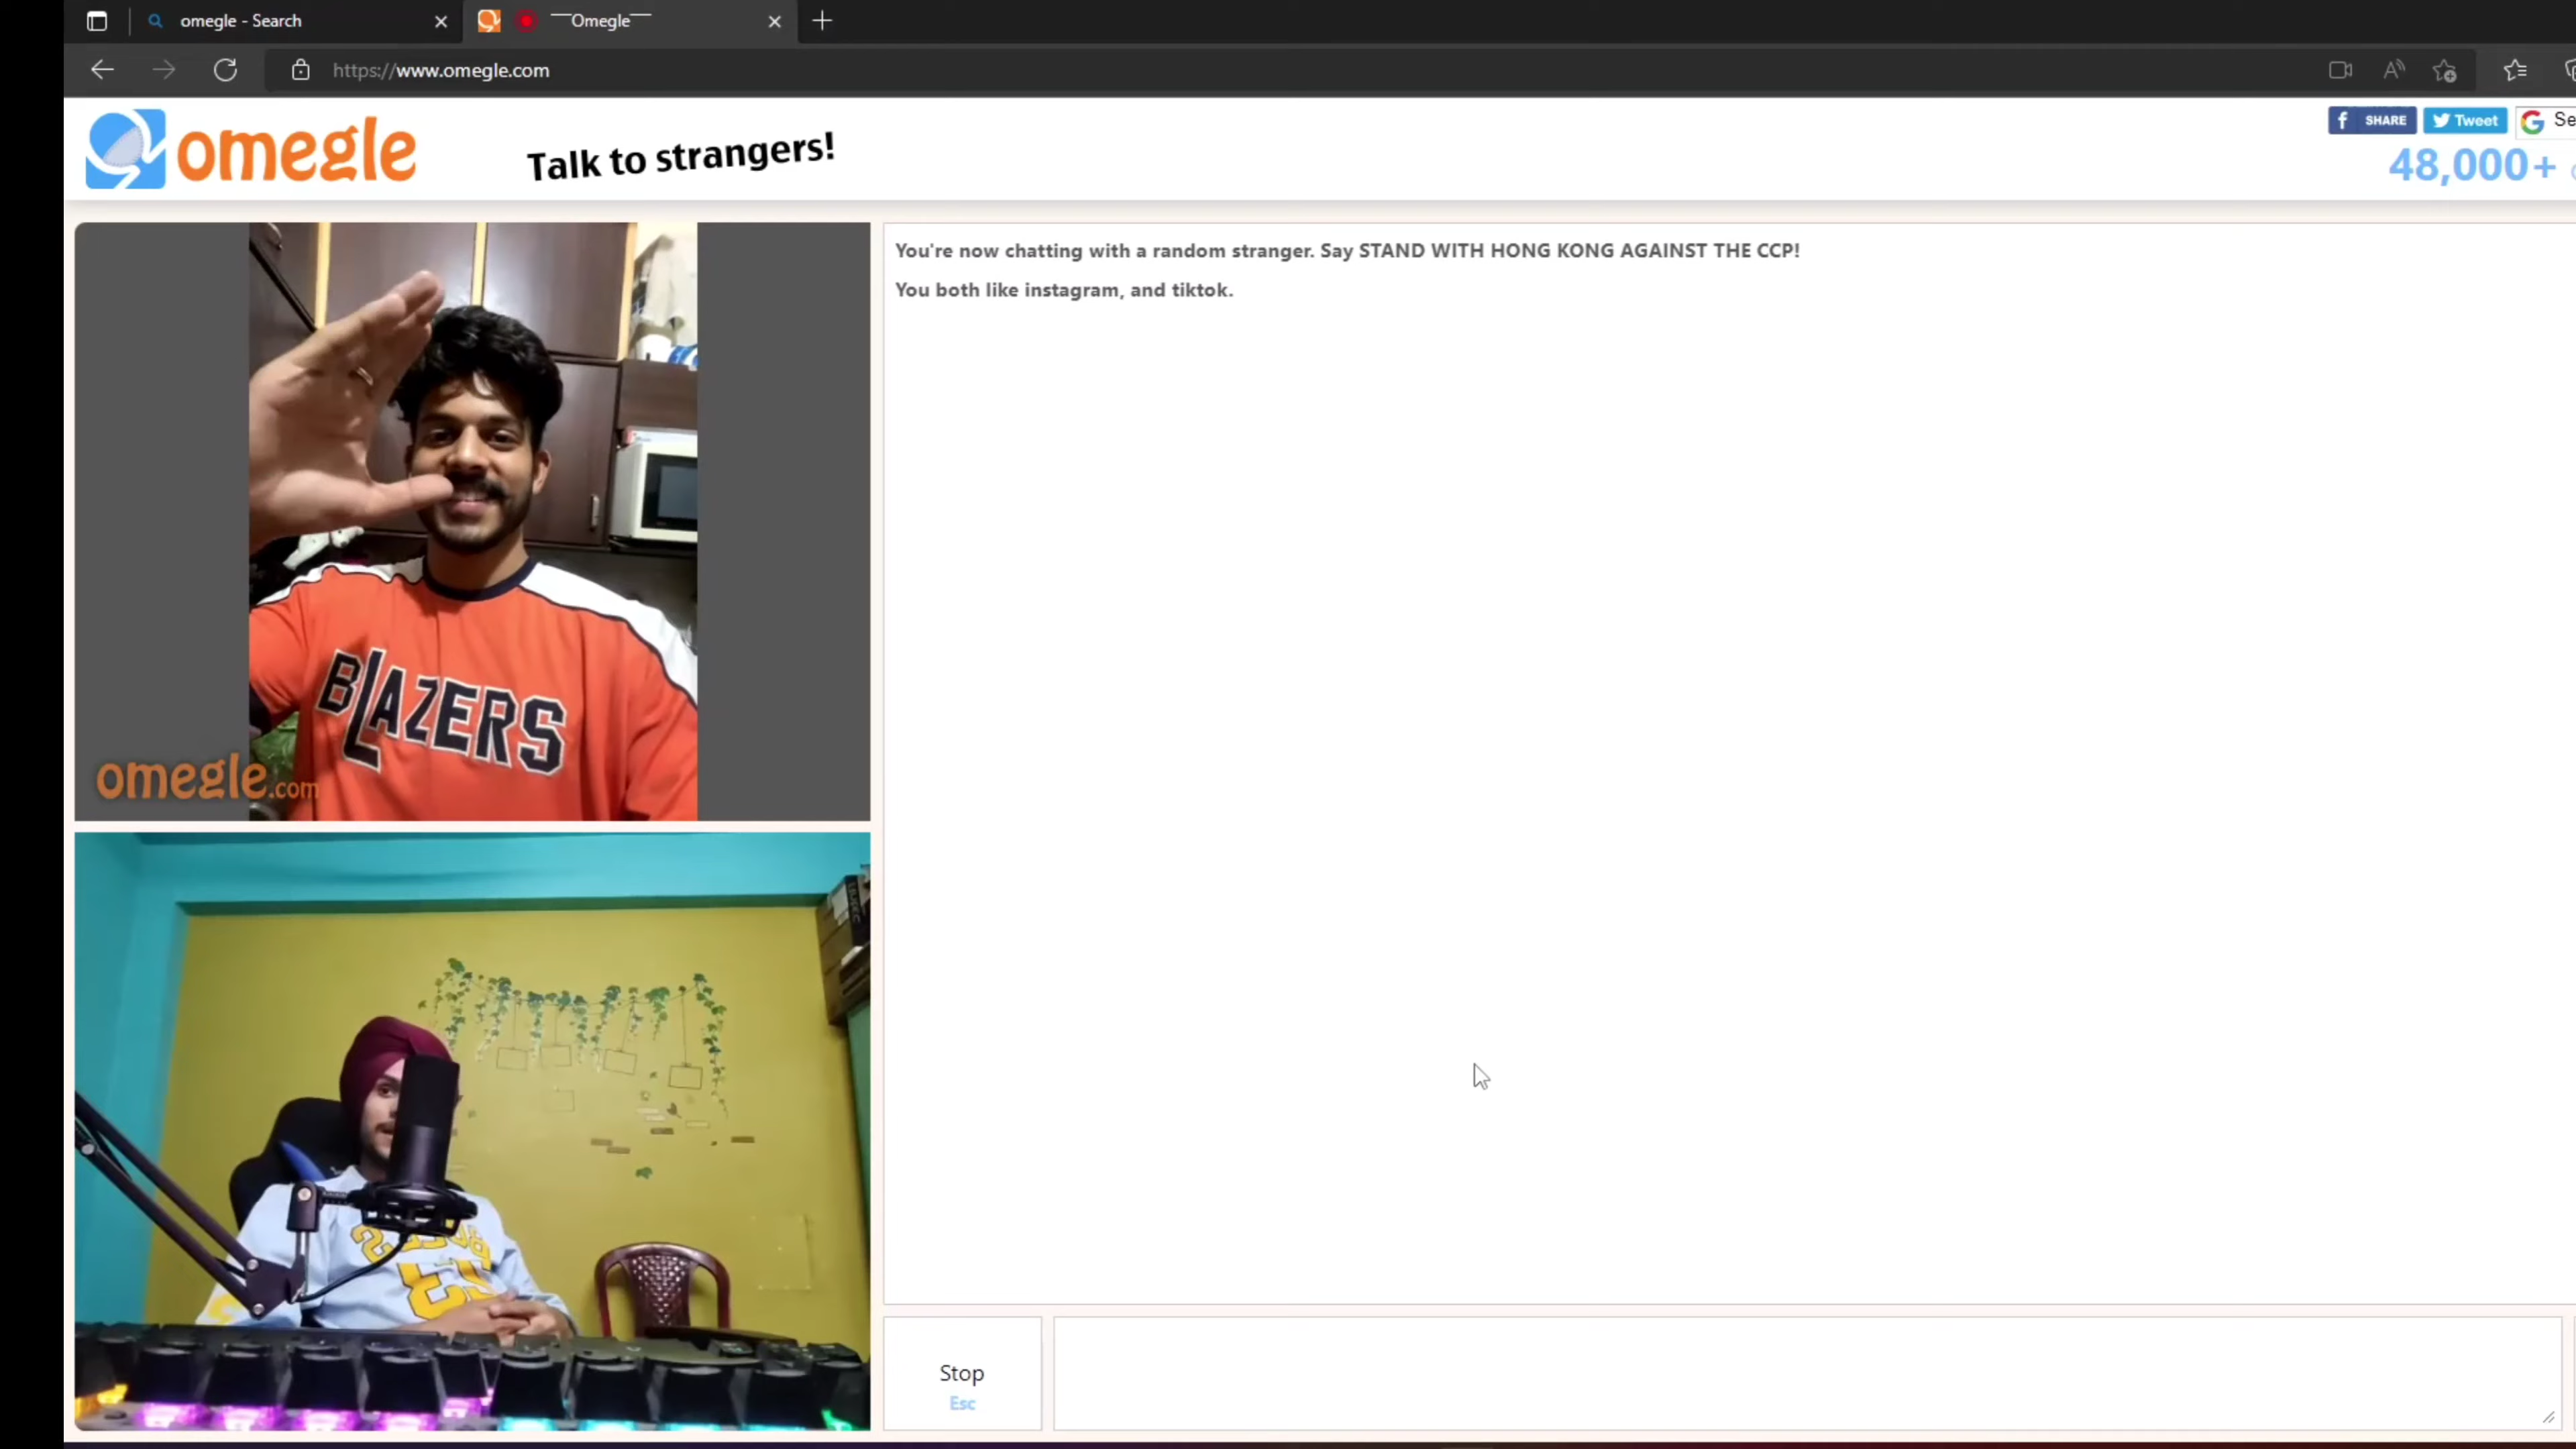 omegle - Search
Omegle
https://www.omegle.com
omegle
Talk to strangers!
SHARE
Tweet
48,000+
You're now chatting with a random stranger. Say STAND WITH HONG KONG AGAINST THE CCP!
You both like instagram, and tiktok.
BLAZERS
omegle.com
Stop
Esc